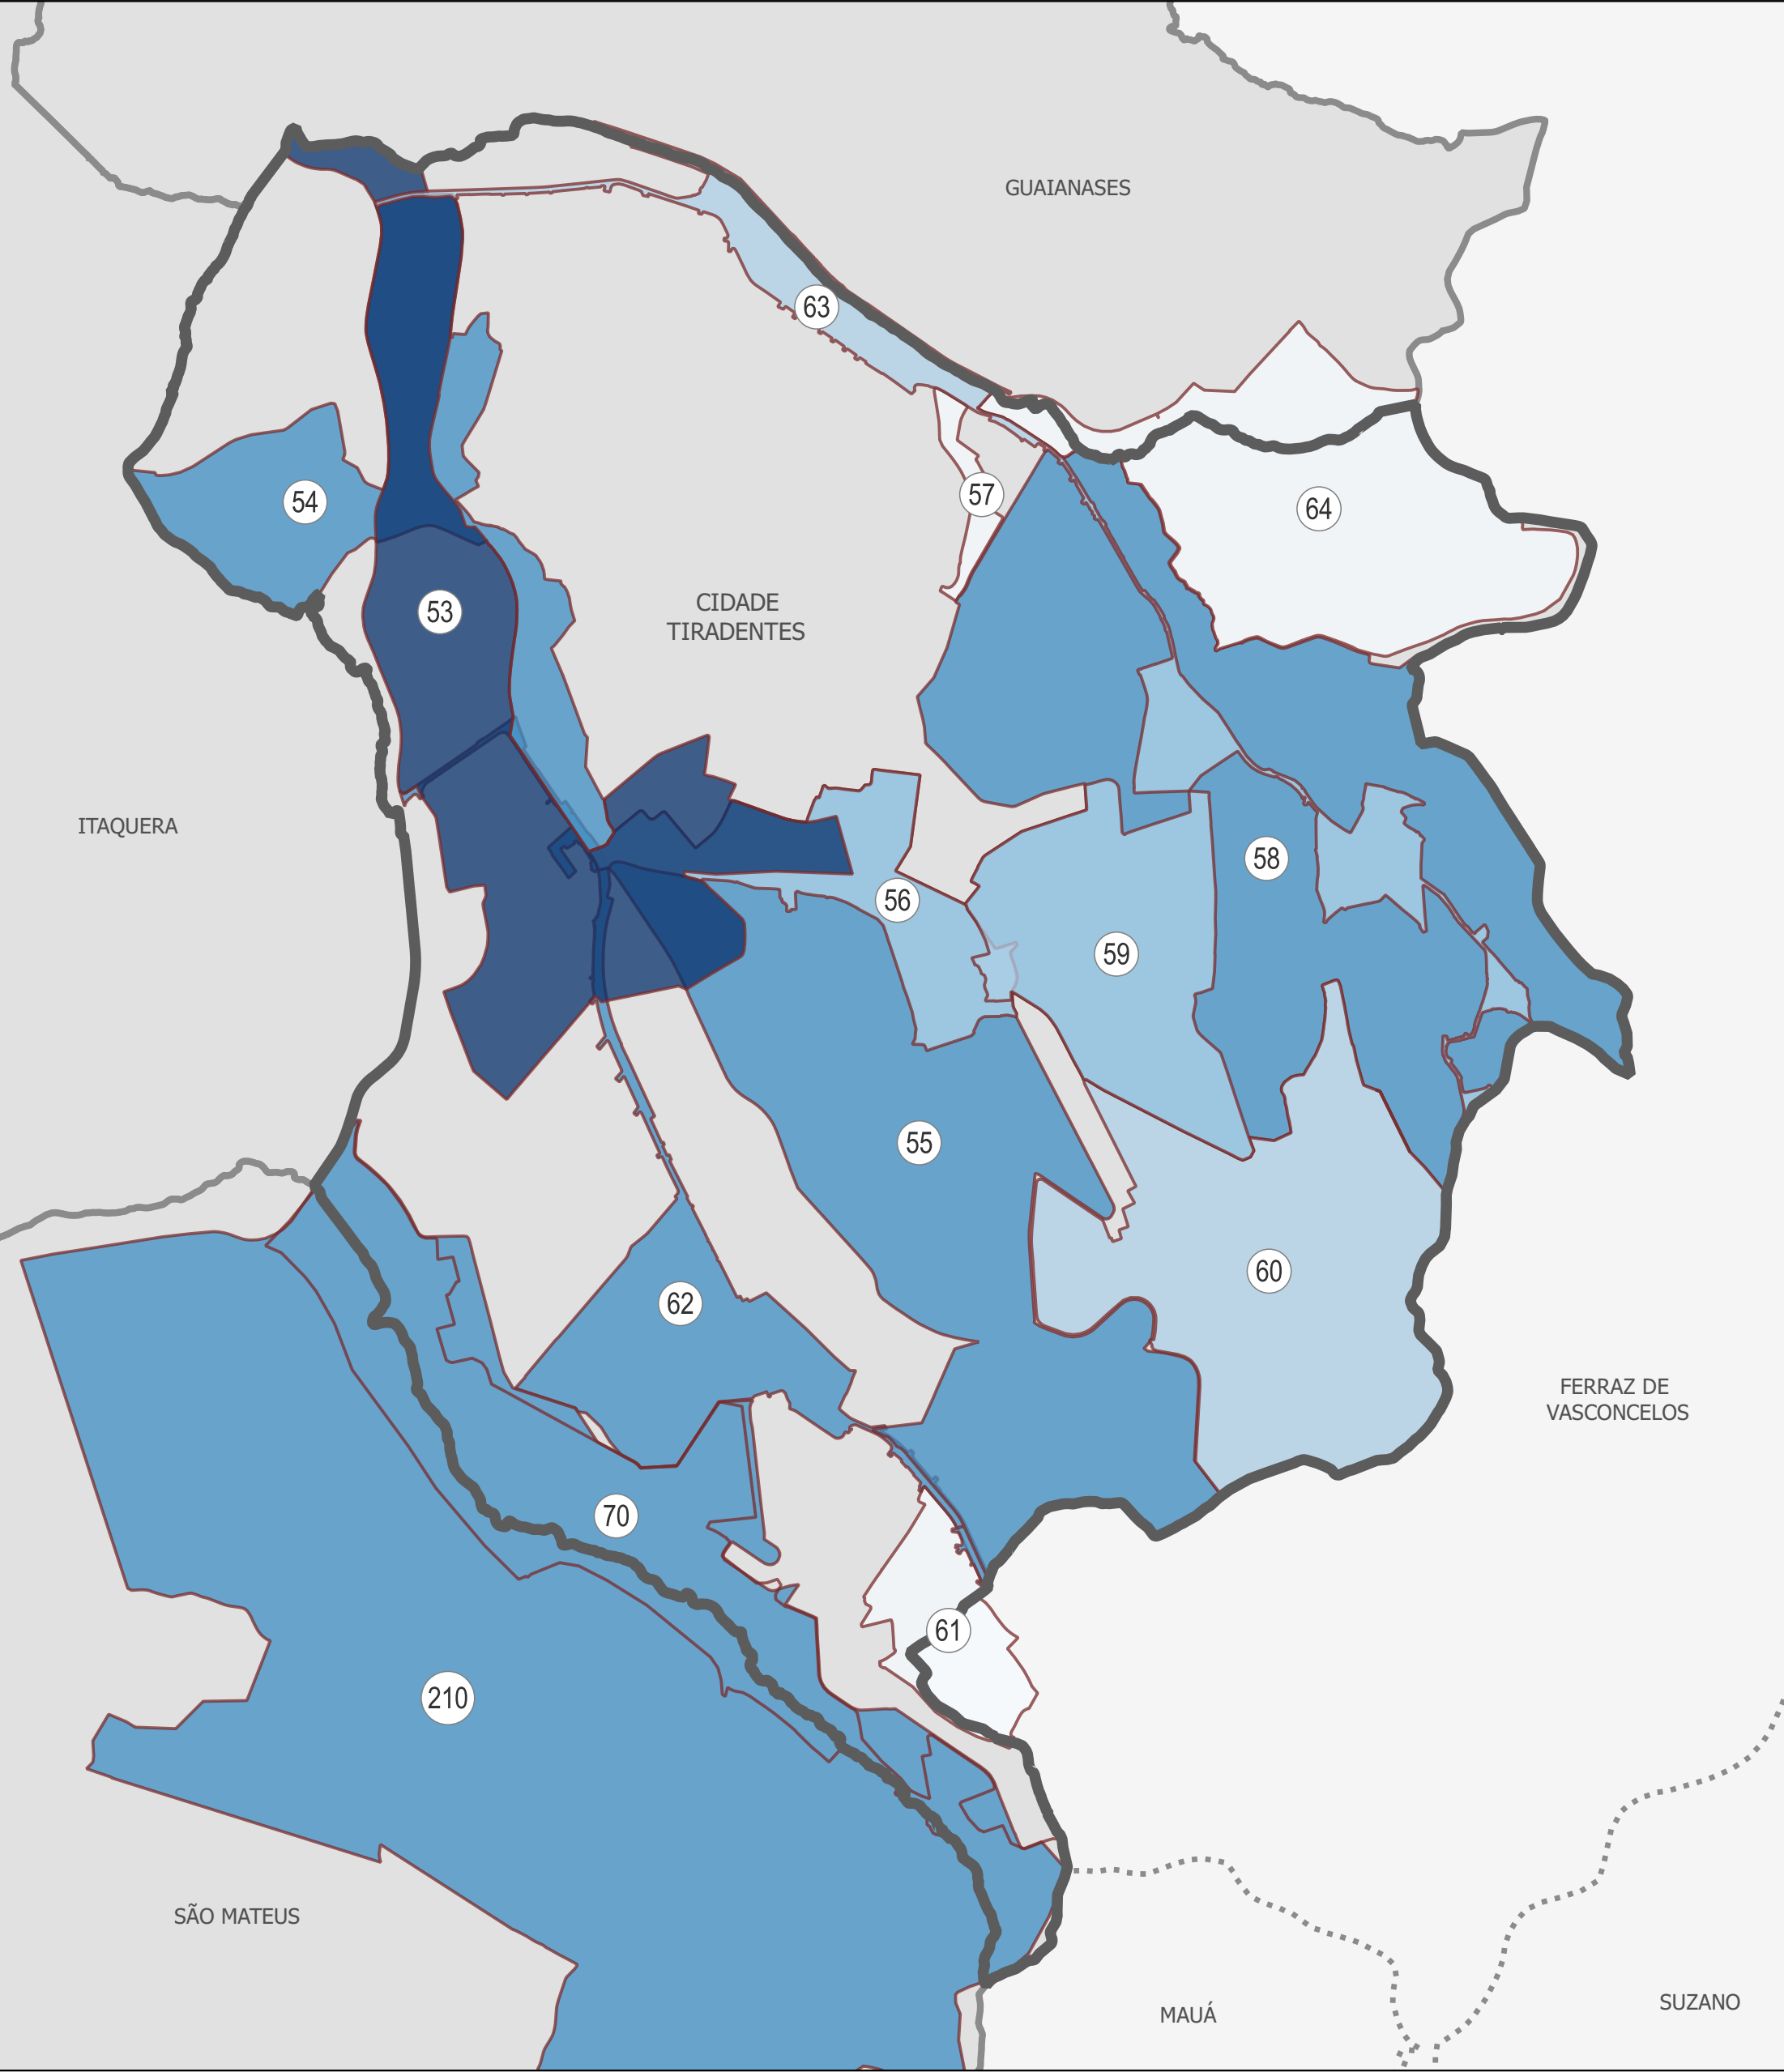 GUAIANASES
63
57
64
54
53
CIDADE
TIRADENTES
ITAQUERA
58
56
59
55
60
62
FERRAZ DE
VASCONCELOS
70
61
210
SÃO MATEUS
MAUÁ
SUZANO